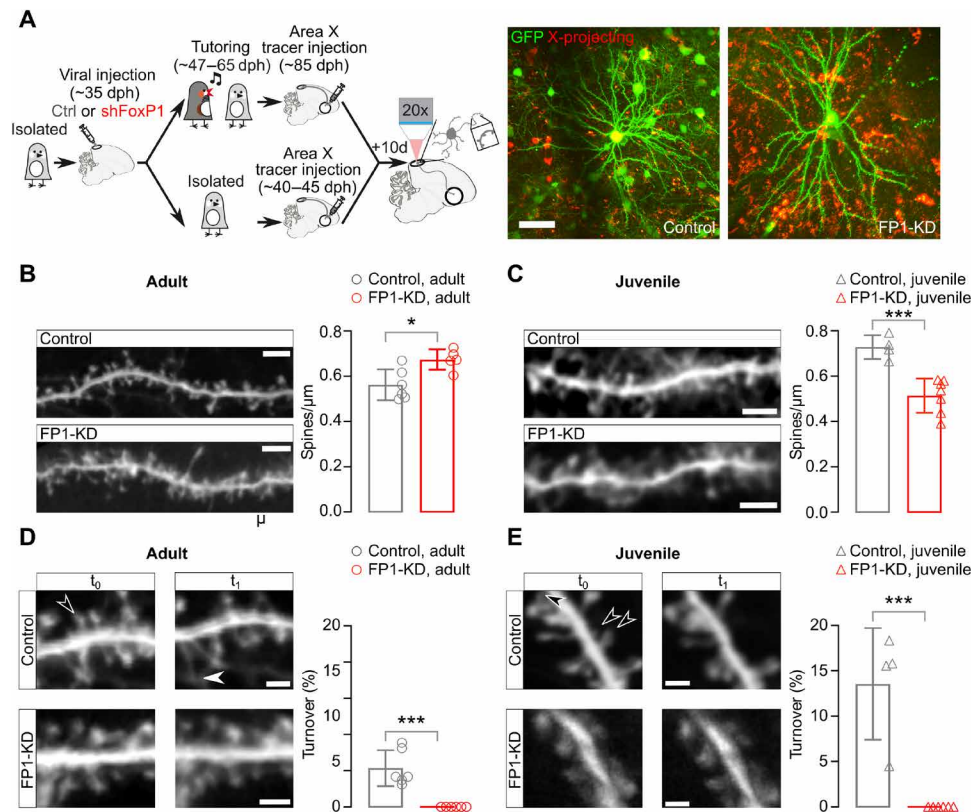 A
Viral injection
(~35 dph)
Ctrl or shFoxP1
Isolated
Tutoring
(~47–65 dph)
Area X
tracer injection
(~85 dph)
Isolated
Area X
tracer injection
(~40–45 dph)
+10d
20x
GFP X-projecting
Control
FP1-KD
B
Adult
Control, adult
FP1-KD, adult
Control
FP1-KD
µ
*
Spines/µm
0.8
0.6
0.4
0.2
0.0
C
Juvenile
Control, juvenile
FP1-KD, juvenile
Control
FP1-KD
***
Spines/µm
0.8
0.6
0.4
0.2
0.0
D
Adult
Control, adult
FP1-KD, adult
t0
t1
Control
FP1-KD
***
Turnover (%)
20
15
10
5
0
E
Juvenile
Control, juvenile
FP1-KD, juvenile
t0
t1
Control
FP1-KD
***
Turnover (%)
20
15
10
5
0